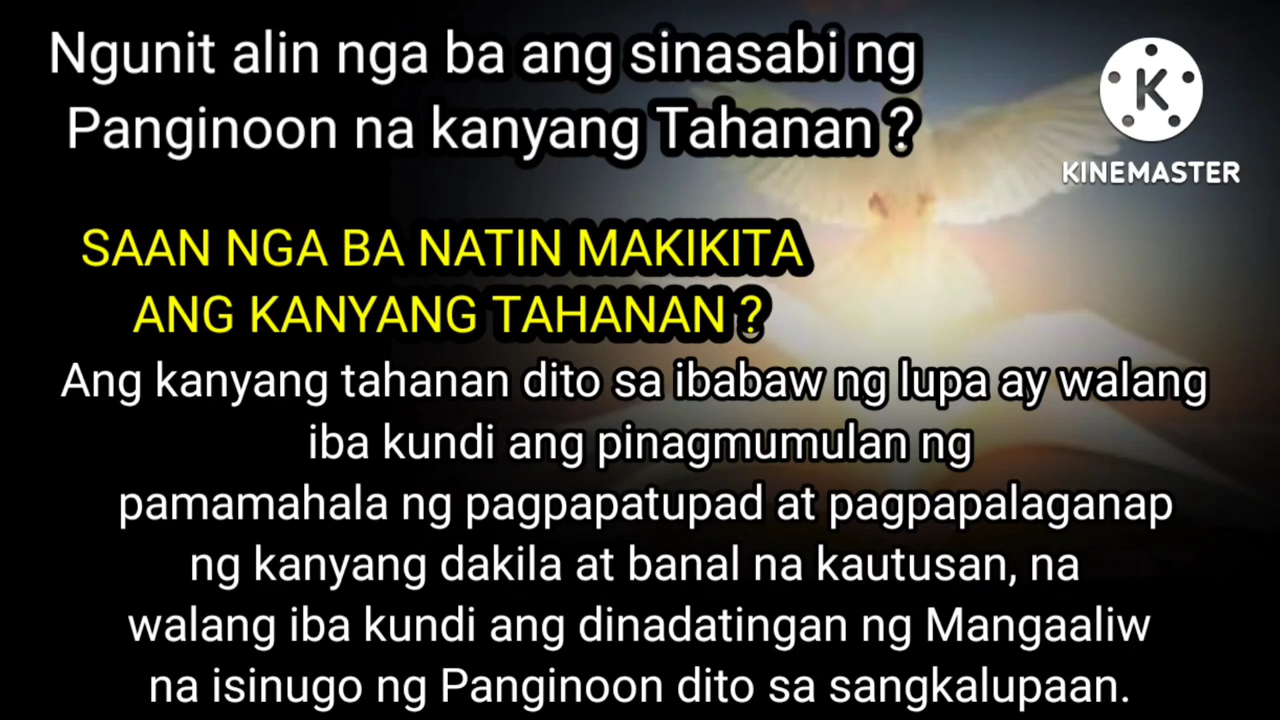 Ngunit alin nga ba ang sinasabi ng
Panginoon na kanyang Tahanan ?
K
KINEMASTER
SAAN NGA BA NATIN MAKIKITA
ANG KANYANG TAHANAN ?
Ang kanyang tahanan dito sa ibabaw ng lupa ay walang
iba kundi ang pinagmumulan ng
pamamahala ng pagpapatupad at pagpapalaganap
ng kanyang dakila at banal na kautusan, na
walang iba kundi ang dinadatingan ng Mangaaliw
na isinugo ng Panginoon dito sa sangkalupaan.